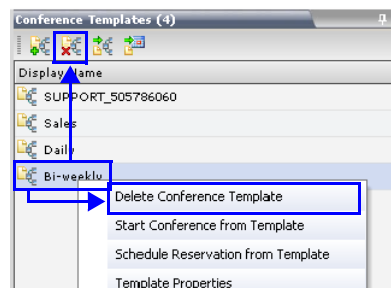 Conference Templates (4)
Display Name
SUPPORT_505786060
Sales
Daily
Bi-weekly
Delete Conference Template
Start Conference from Template
Schedule Reservation from Template
Template Properties